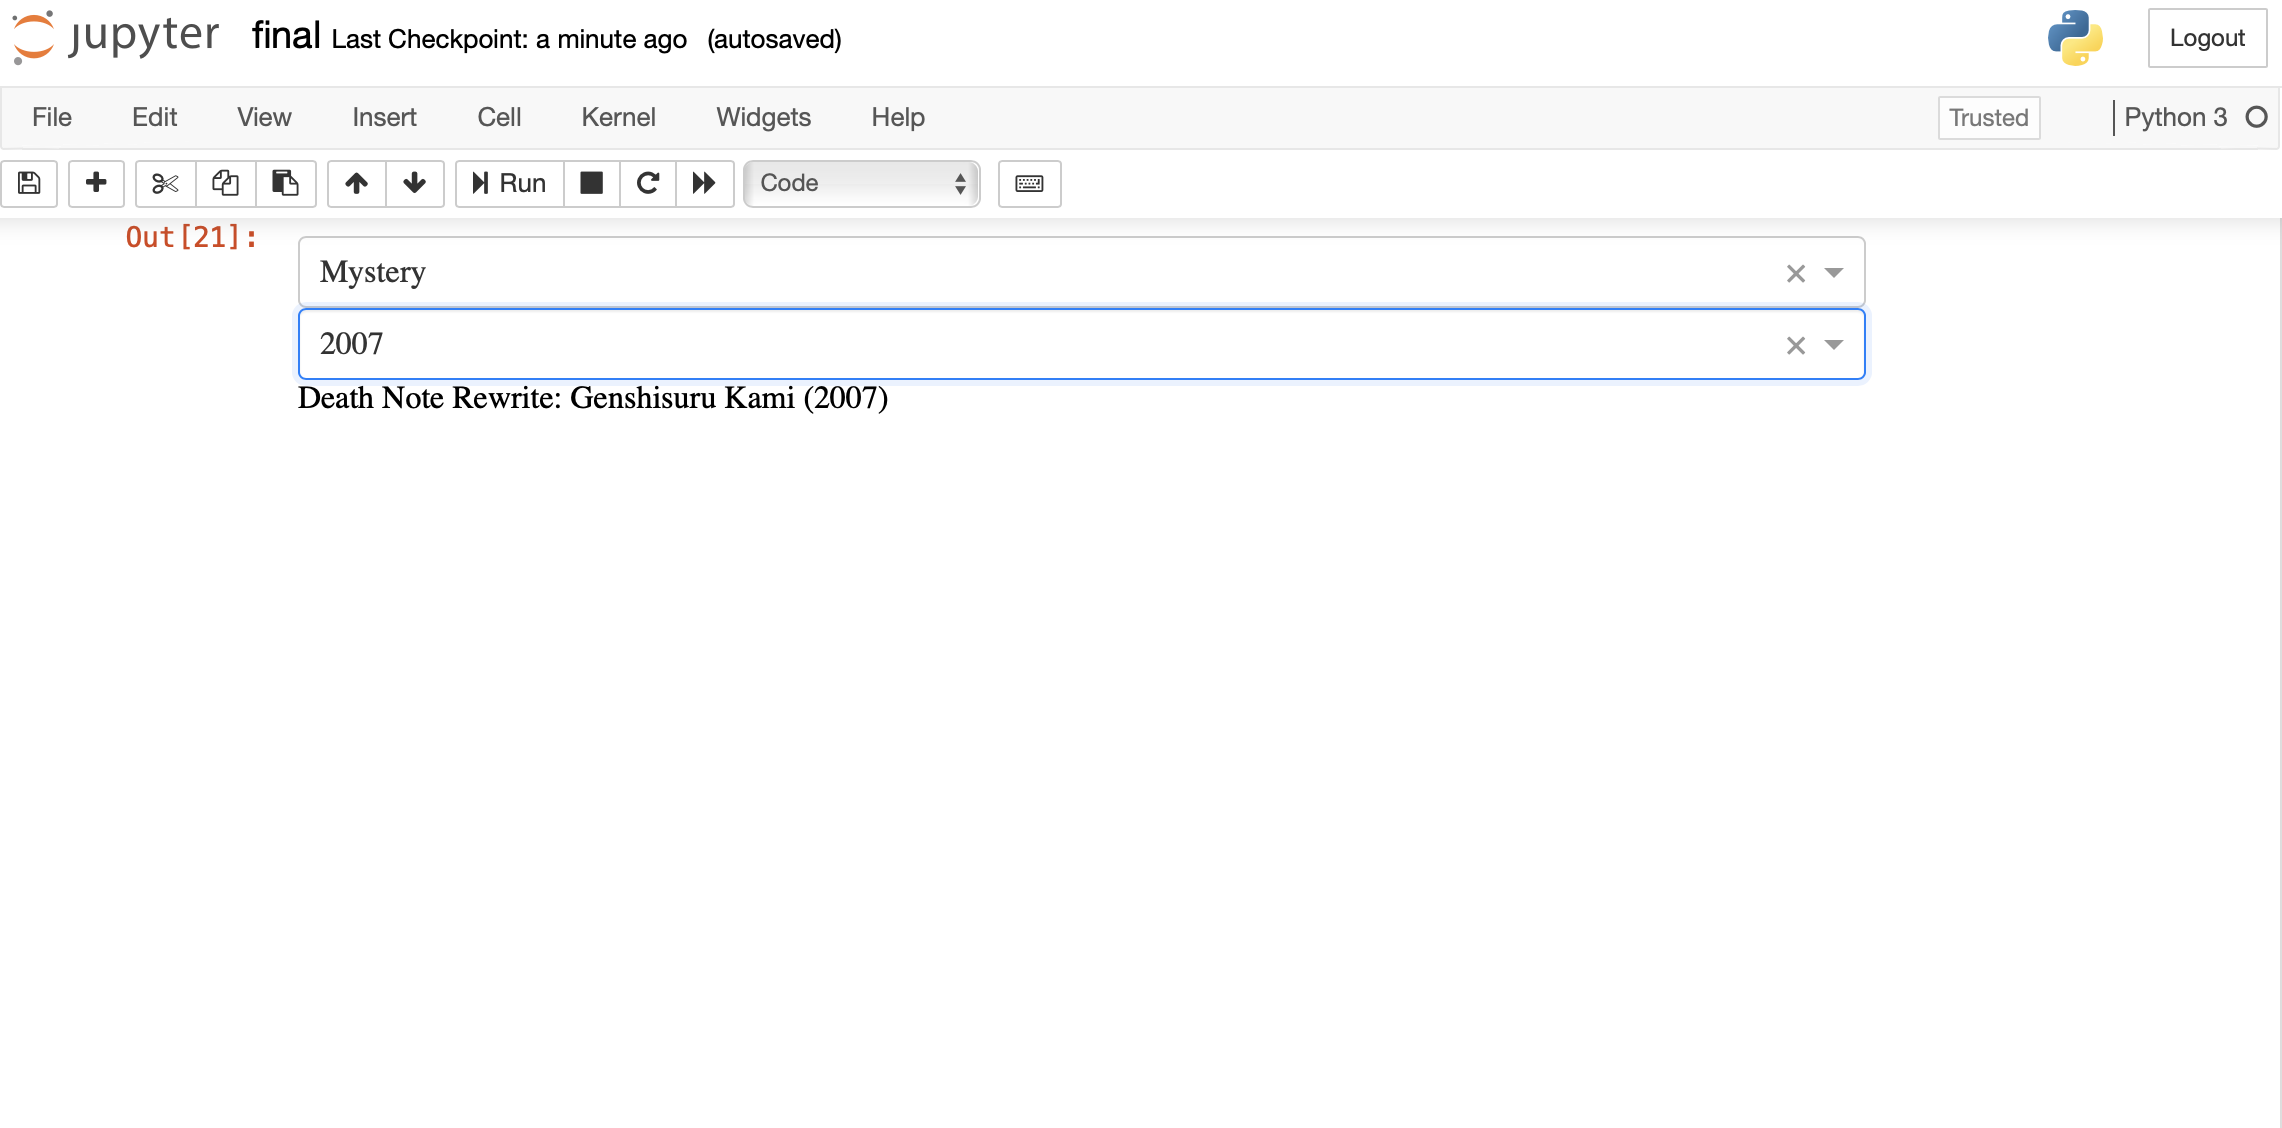 jupyter final Last Checkpoint: a minute ago (autosaved) Logout
File Edit View Insert Cell Kernel Widgets Help Trusted Python 3
Run Code
Out[21]:
Mystery
2007
Death Note Rewrite: Genshisuru Kami (2007)